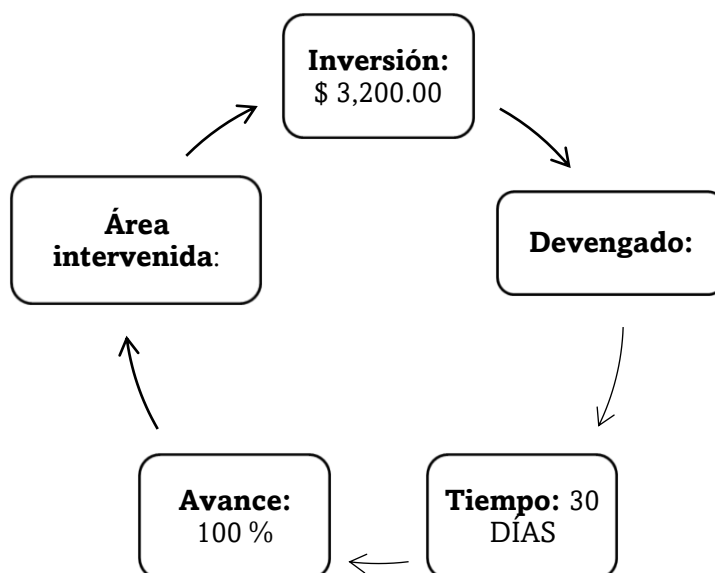 Inversión:
$ 3,200.00
Devengado:
Tiempo: 30
DÍAS
Avance:
100 %
Área
intervenida: